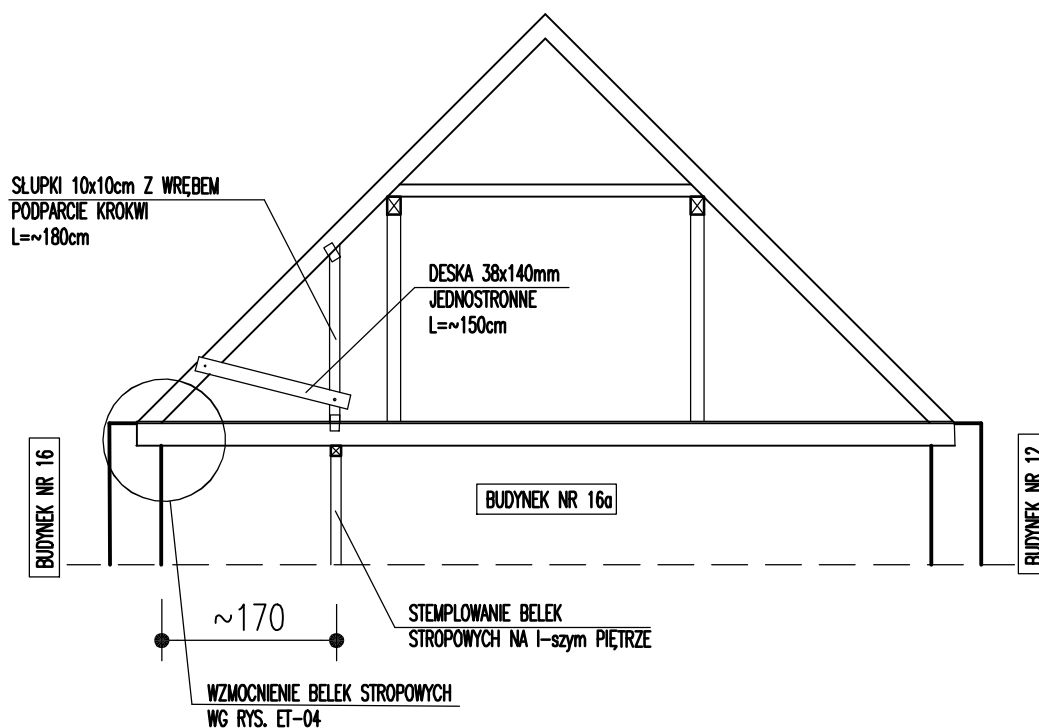 SŁUPKI 10x10cm Z WRĘBEM
PODPARCIE KROKWI
L=~180cm
DESKA 38x140mm
JEDNOSTRONNE
L=~150cm
BUDYNEK NR 16
BUDYNEK NR 16a
BUDYNEK NR 12
~170
STEMPLOWANIE BELEK
STROPOWYCH NA I-szym PIĘTRZE
WZMOCNIENIE BELEK STROPOWYCH
WG RYS. ET-04